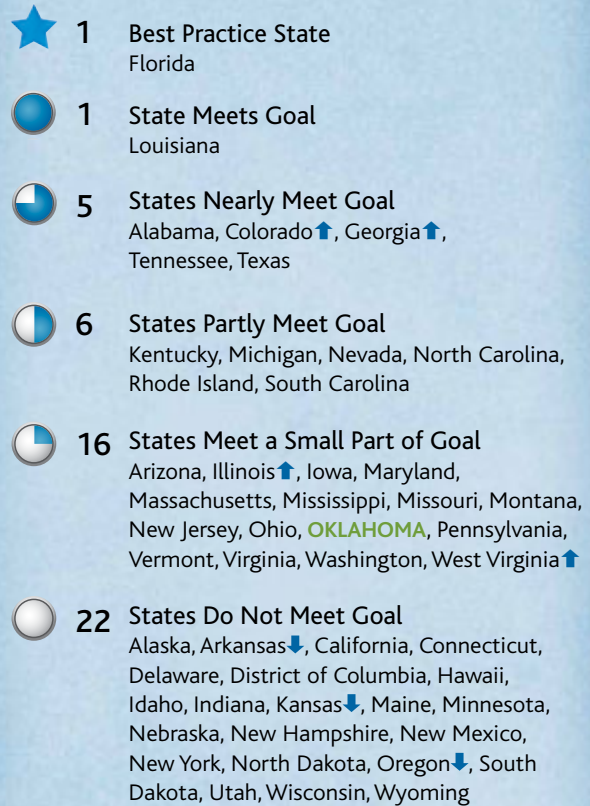 1 Best Practice State
Florida
1 State Meets Goal
Louisiana
5 States Nearly Meet Goal
Alabama, Colorado⬆, Georgia⬆,
Tennessee, Texas
6 States Partly Meet Goal
Kentucky, Michigan, Nevada, North Carolina,
Rhode Island, South Carolina
16 States Meet a Small Part of Goal
Arizona, Illinois⬆, Iowa, Maryland,
Massachusetts, Mississippi, Missouri, Montana,
New Jersey, Ohio, OKLAHOMA, Pennsylvania,
Vermont, Virginia, Washington, West Virginia⬆
22 States Do Not Meet Goal
Alaska, Arkansas⬇, California, Connecticut,
Delaware, District of Columbia, Hawaii,
Idaho, Indiana, Kansas⬇, Maine, Minnesota,
Nebraska, New Hampshire, New Mexico,
New York, North Dakota, Oregon⬇, South
Dakota, Utah, Wisconsin, Wyoming